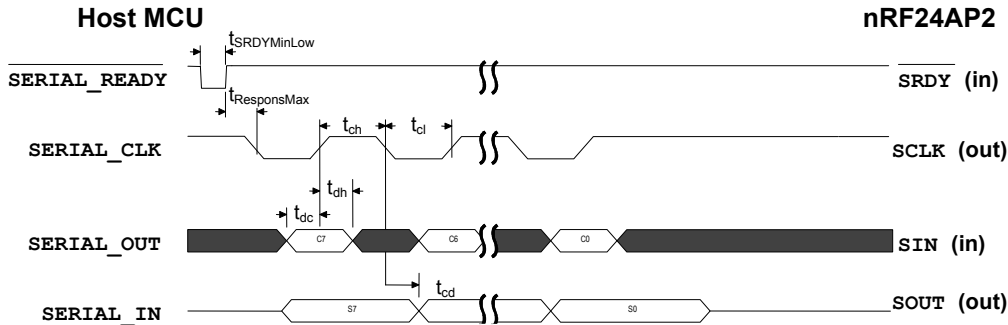 Host MCU nRF24AP2
tSRDYMinLow
SERIAL_READY SRDY (in)
tResponsMax
tch tcl
SERIAL_CLK SCLK (out)
tdh
tdc
SERIAL_OUT C7 C6 C0 SIN (in)
tcd
SERIAL_IN S7 S0 SOUT (out)